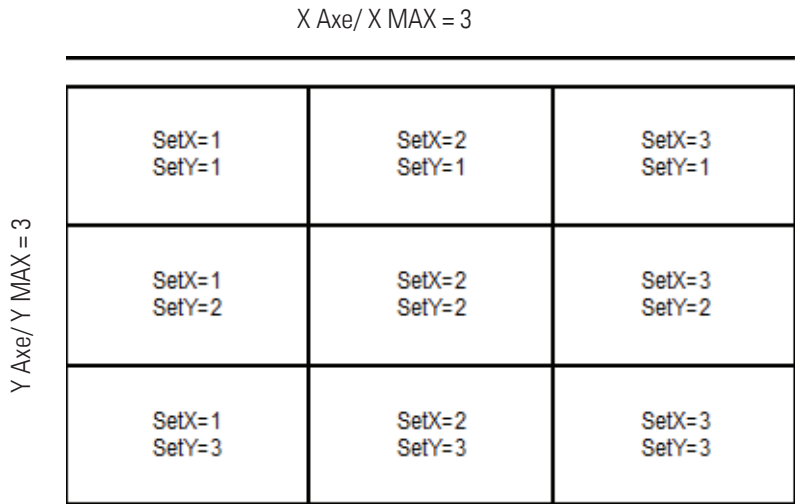 X Axe/ X MAX = 3
SetX=1
SetY=1
SetX=2
SetY=1
SetX=3
SetY=1
Y Axe/ Y MAX = 3
SetX=1
SetY=2
SetX=2
SetY=2
SetX=3
SetY=2
SetX=1
SetY=3
SetX=2
SetY=3
SetX=3
SetY=3